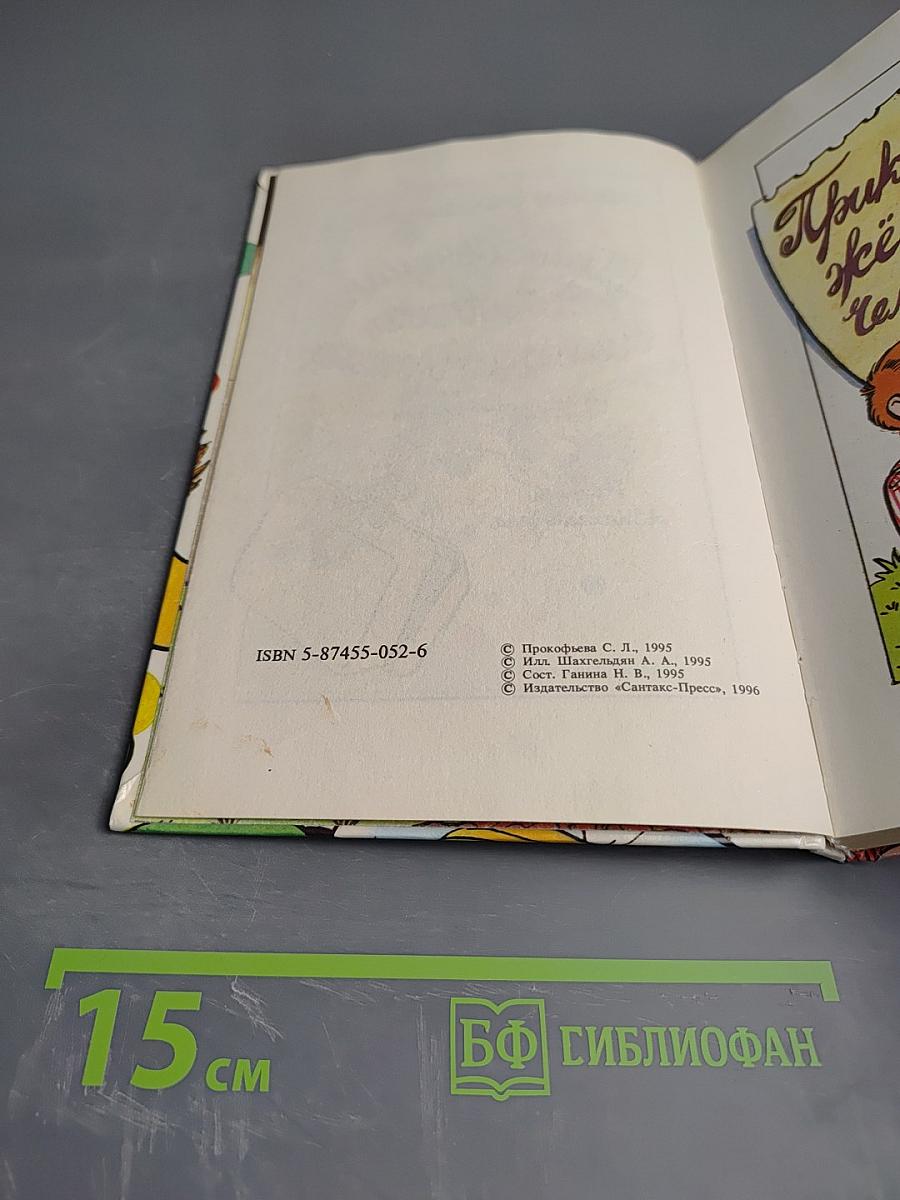 ISBN 5-87455-052-6
© Прокофьева С. Л., 1995
© Илл. Шахгельдян А. А., 1995
© Сост. Ганина Н. В., 1995
© Издательство «Сантакс-Пресс», 1996
15 см
БФ БИБЛИОФАН